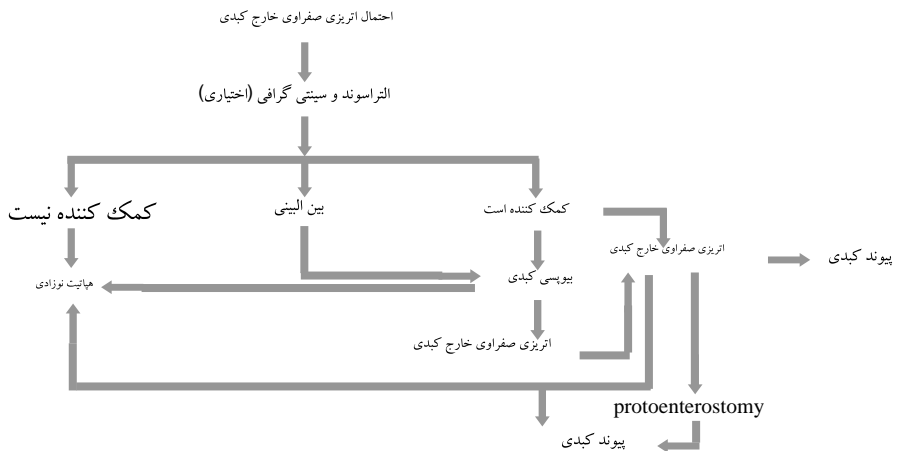 احتمال اتریزی صفراوی خارج کبدی
التراسوند و سینتی گرافی (اختیاری)
کمک کننده است
بین البینی
کمک کننده نیست
اتریزی صفراوی خارج کبدی
پیوند کبدی
بیوپسی کبدی
هپاتیت نوزادی
اتریزی صفراوی خارج کبدی
protoenterostomy
پیوند کبدی